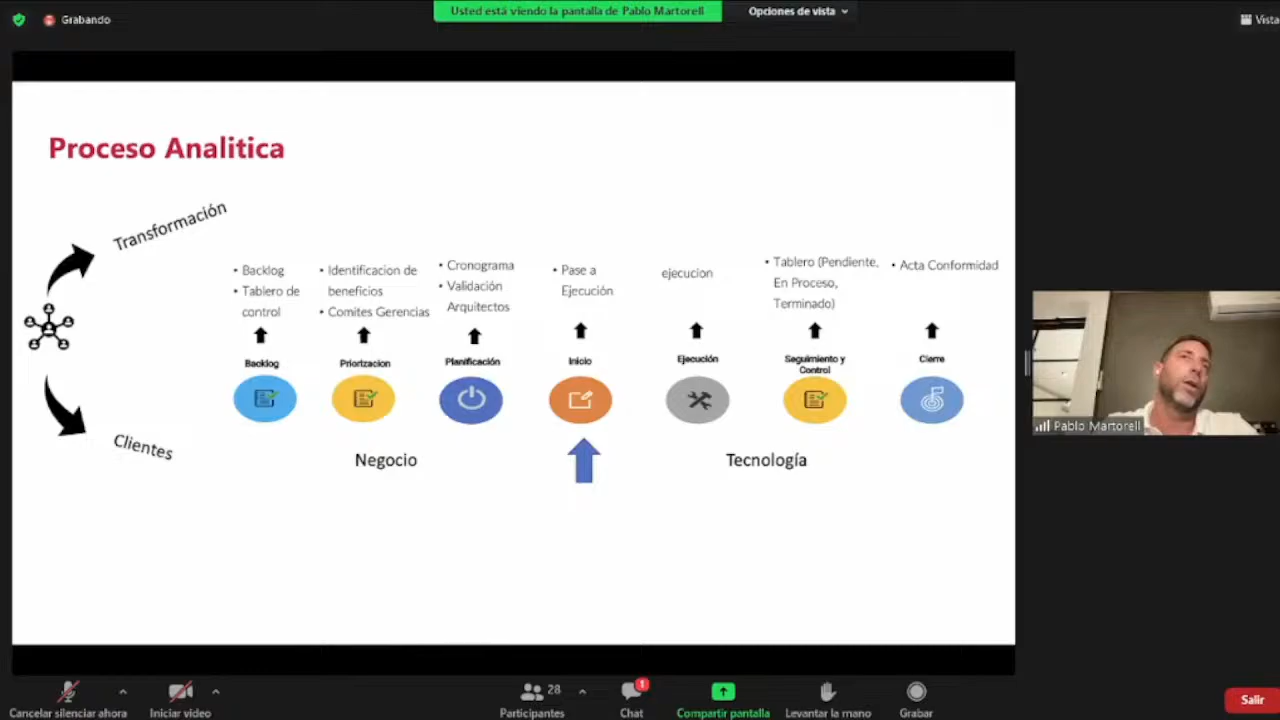 Grabando
Usted está viendo la pantalla de Pablo Martorell
Opciones de vista
Vista
Proceso Analitica
Transformación
Clientes
• Backlog
• Tablero de
control
• Identificacion de
beneficios
• Comites Gerencias
• Cronograma
• Validación
Arquitectos
• Pase a
Ejecución
ejecucion
• Tablero (Pendiente,
En Proceso,
Terminado)
• Acta Conformidad
Backlog
Priorizacion
Planificación
Inicio
Ejecución
Seguimiento y
Control
Cierre
Negocio
Tecnología
Pablo Martorell
Cancelar silenciar ahora
Iniciar video
28
Participantes
1
Chat
Compartir pantalla
Levantar la mano
Grabar
Salir